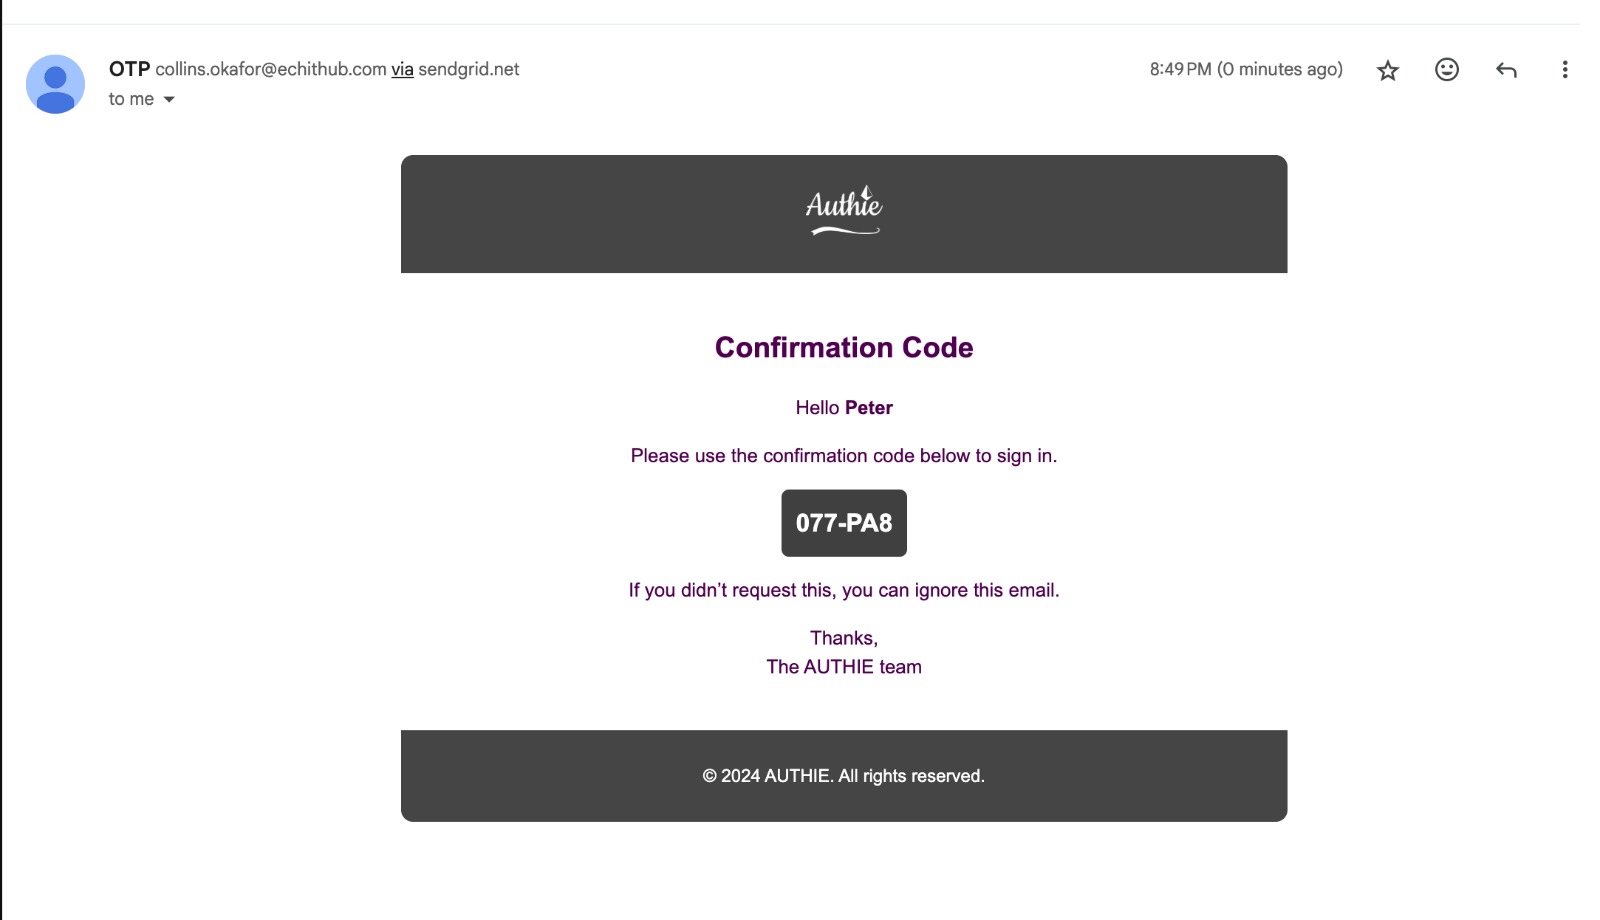 OTP collins.okafor@echithub.com via sendgrid.net
8:49 PM (0 minutes ago)
to me
Authie
Confirmation Code
Hello Peter
Please use the confirmation code below to sign in.
077-PA8
If you didn’t request this, you can ignore this email.
Thanks,
The AUTHIE team
© 2024 AUTHIE. All rights reserved.